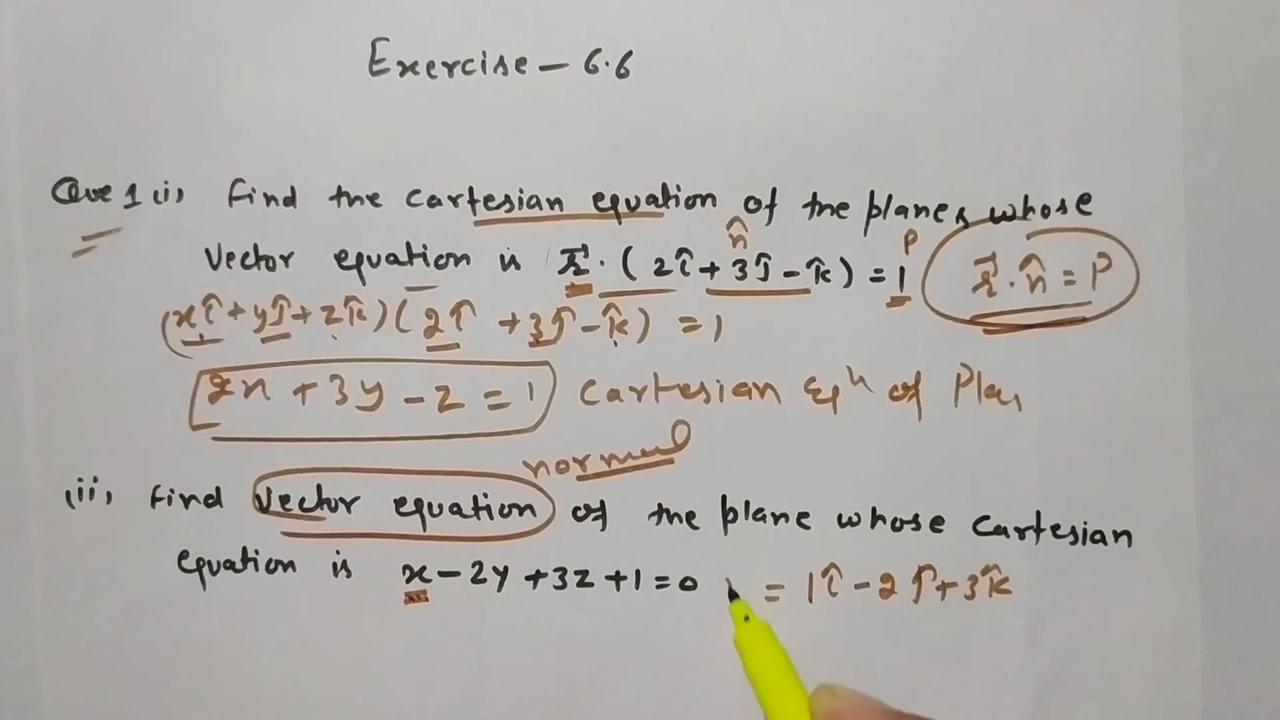 Exercise - 6.6
Que 1 (i) Find the Cartesian equation of the planes whose
n̂ P
Vector equation is r⃗.(2î+3ĵ-k̂)=1 r⃗.n̂=P
(xî+yĵ+zk̂)(2î+3ĵ-k̂)=1
2x+3y-z=1 Cartesian Eqn of Plan
normal
(ii) Find Vector equation of the plane whose Cartesian
equation is x-2y+3z+1=0 = 1î-2ĵ+3k̂